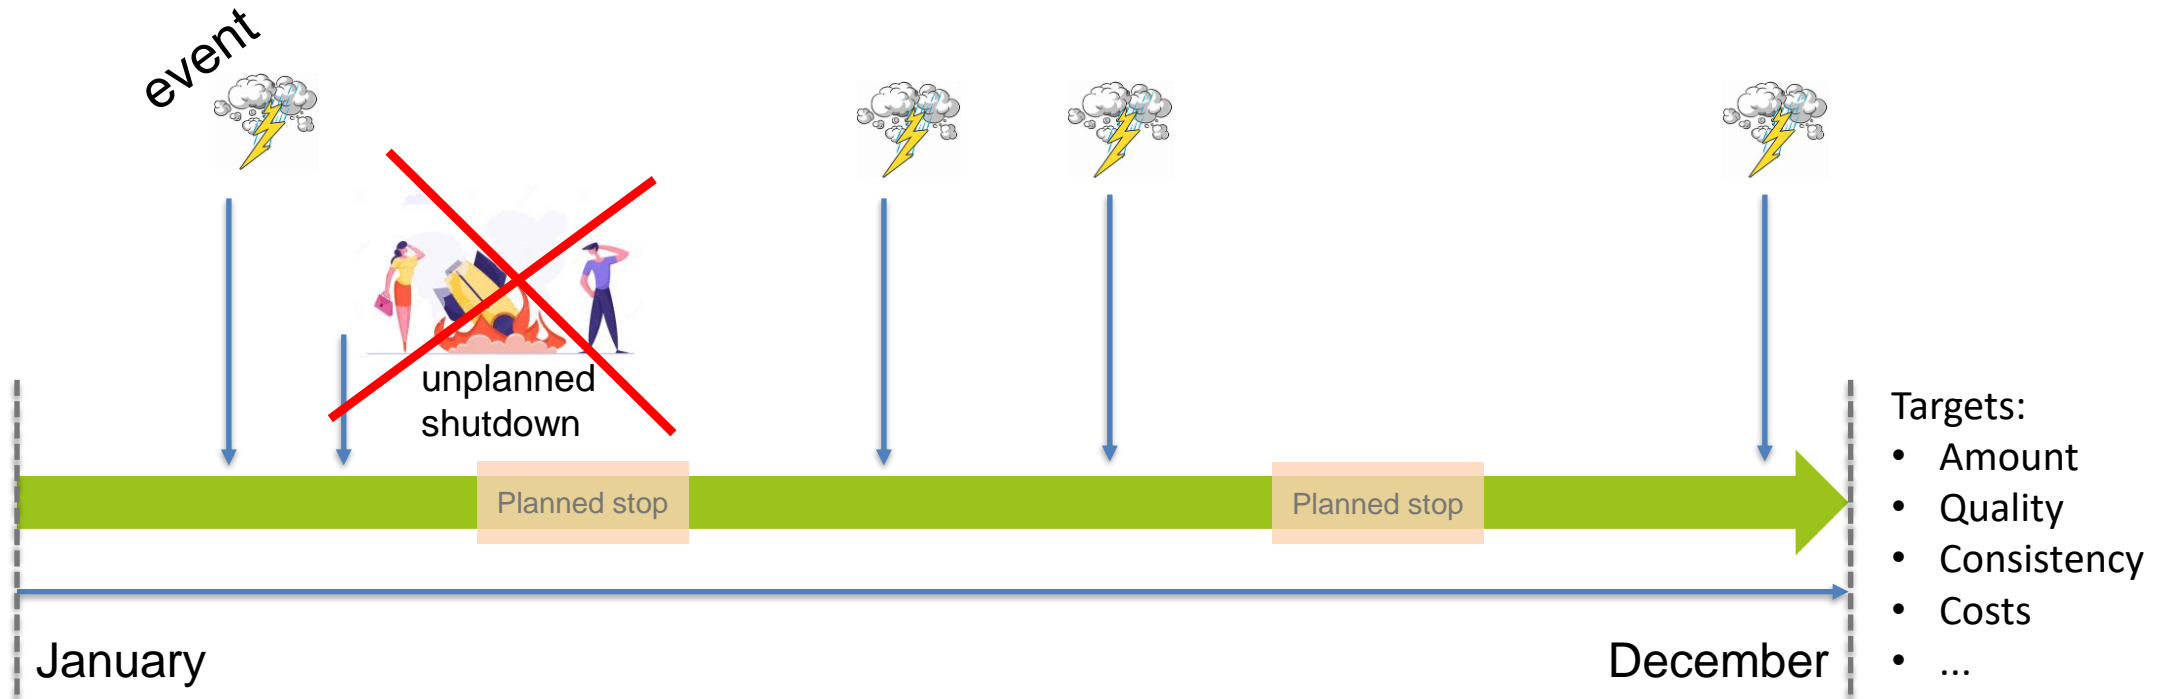 event
unplanned
shutdown
Planned stop
Planned stop
Targets:
• Amount
• Quality
• Consistency
• Costs
• ...
January
December